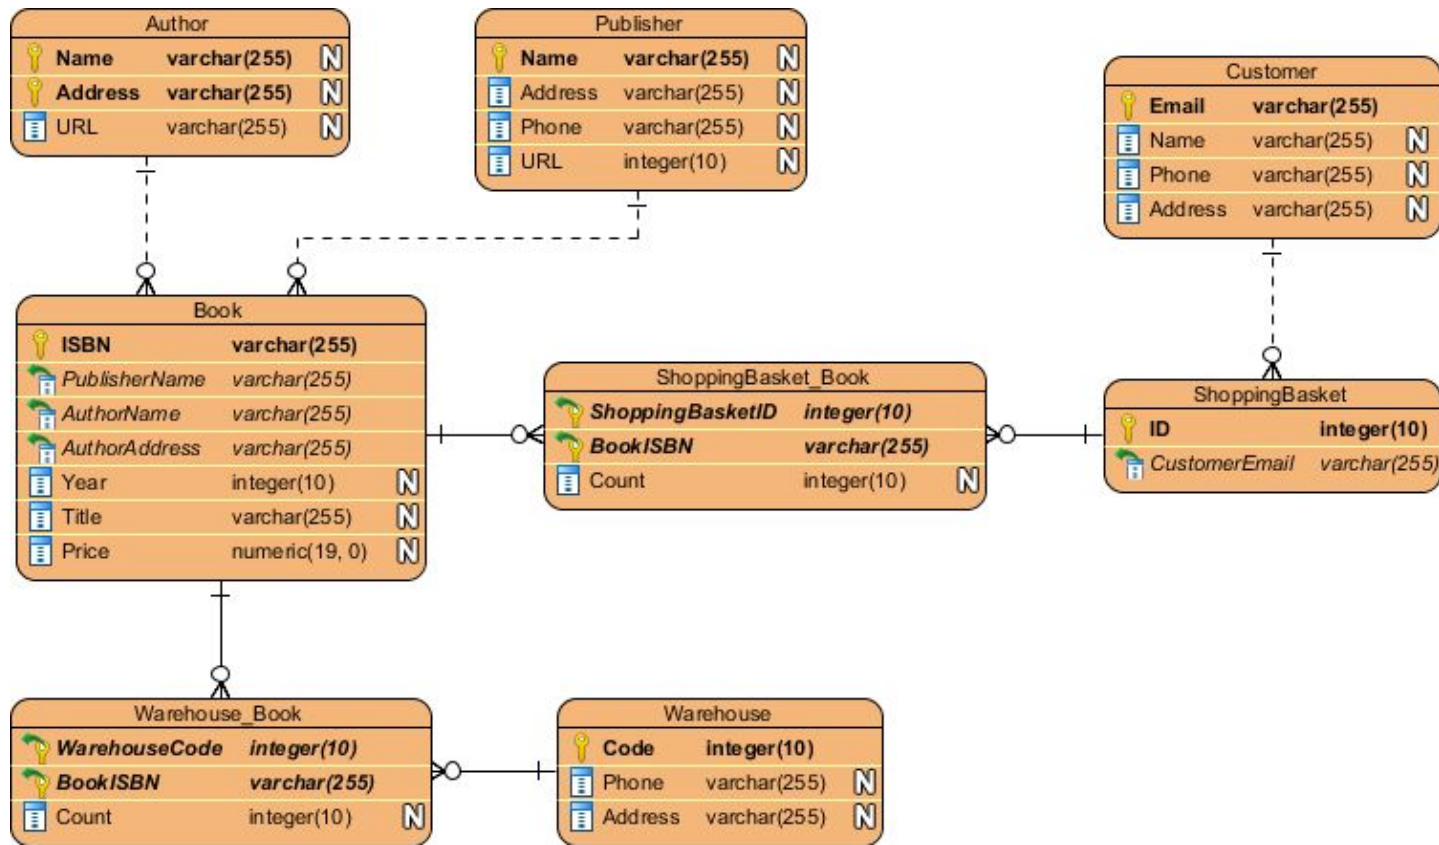 Author
Name varchar(255) N
Address varchar(255) N
URL varchar(255) N
Publisher
Name varchar(255) N
Address varchar(255) N
Phone varchar(255) N
URL integer(10) N
Customer
Email varchar(255)
Name varchar(255) N
Phone varchar(255) N
Address varchar(255) N
Book
ISBN varchar(255)
PublisherName varchar(255)
AuthorName varchar(255)
AuthorAddress varchar(255)
Year integer(10) N
Title varchar(255) N
Price numeric(19, 0) N
ShoppingBasket_Book
ShoppingBasketID integer(10)
BookISBN varchar(255)
Count integer(10) N
ShoppingBasket
ID integer(10)
CustomerEmail varchar(255)
Warehouse_Book
WarehouseCode integer(10)
BookISBN varchar(255)
Count integer(10) N
Warehouse
Code integer(10)
Phone varchar(255) N
Address varchar(255) N